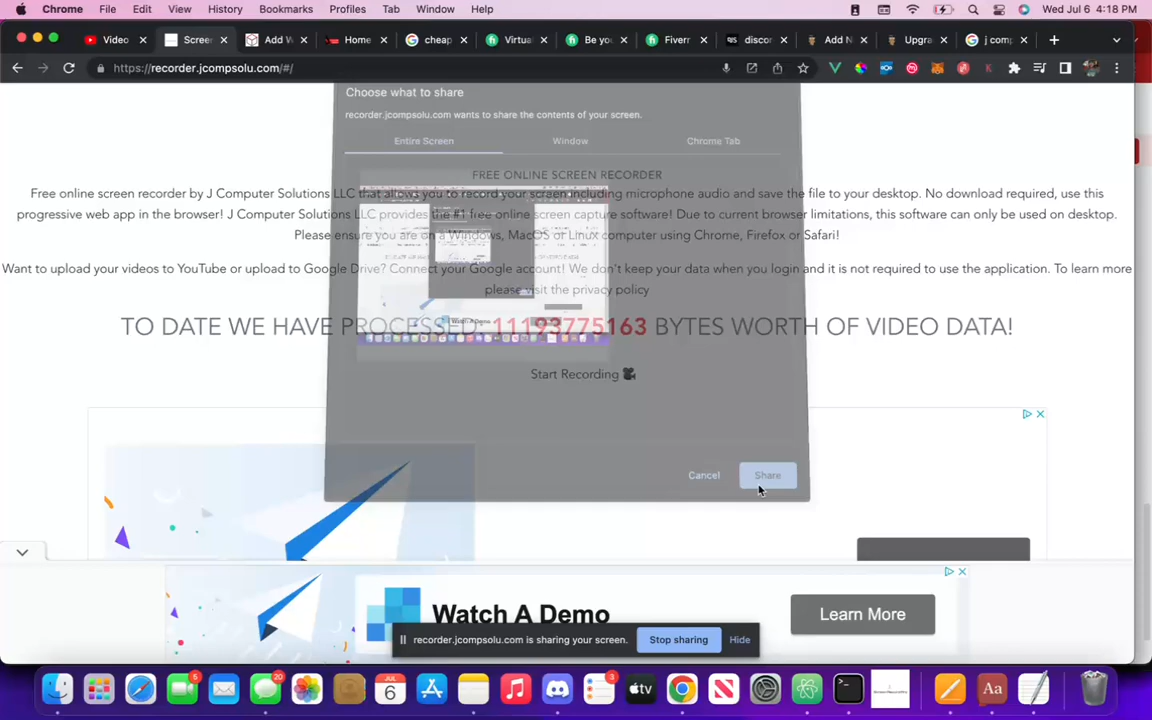 Chrome File Edit View History Bookmarks Profiles Tab Window Help Wed Jul 6 4:18 PM
Video Screen Add W Home cheap Virtua Be you Fiverr discor Add N Upgra j comp
https://recorder.jcompsolu.com/#/
Choose what to share
recorder.jcompsolu.com wants to share the contents of your screen.
Entire Screen Window Chrome Tab
FREE ONLINE SCREEN RECORDER
Free online screen recorder by J Computer Solutions LLC that allows you to record your screen including microphone audio and save the file to your desktop. No download required, use this
progressive web app in the browser! J Computer Solutions LLC provides the #1 free online screen capture software! Due to current browser limitations, this software can only be used on desktop.
Please ensure you are on a Windows, MacOS or Linux computer using Chrome, Firefox or Safari!
Want to upload your videos to YouTube or upload to Google Drive? Connect your Google account! We don't keep your data when you login and it is not required to use the application. To learn more
please visit the privacy policy
TO DATE WE HAVE PROCESSED: 11193775163 BYTES WORTH OF VIDEO DATA!
Start Recording
Cancel Share
Watch A Demo
Learn More
recorder.jcompsolu.com is sharing your screen. Stop sharing Hide
5 20 JUL 6 3 tv Aa